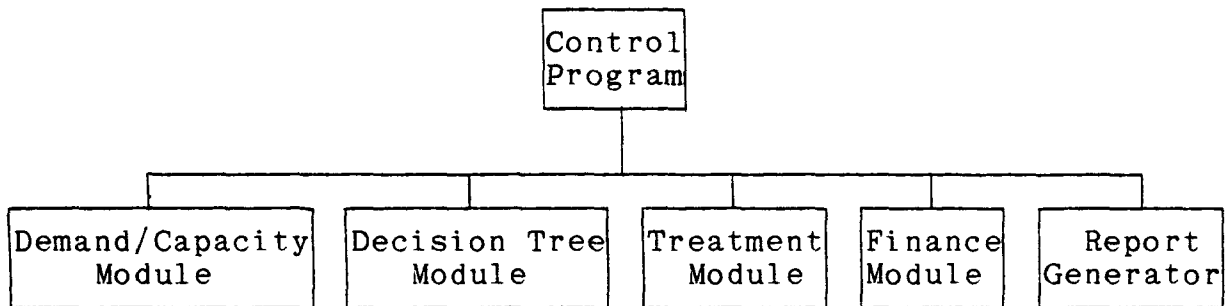 Control
Program
Demand/Capacity
Module
Decision Tree
Module
Treatment
Module
Finance
Module
Report
Generator